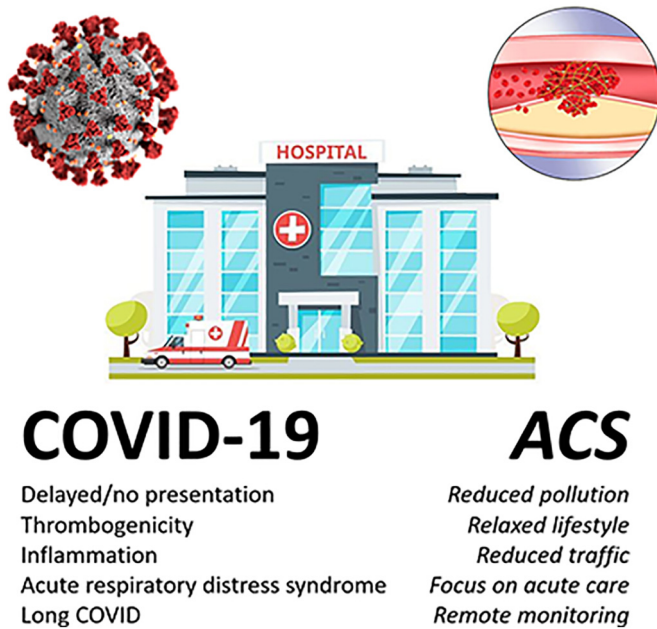 HOSPITAL
COVID-19
Delayed/no presentation
Thrombogenicity
Inflammation
Acute respiratory distress syndrome
Long COVID
ACS
Reduced pollution
Relaxed lifestyle
Reduced traffic
Focus on acute care
Remote monitoring